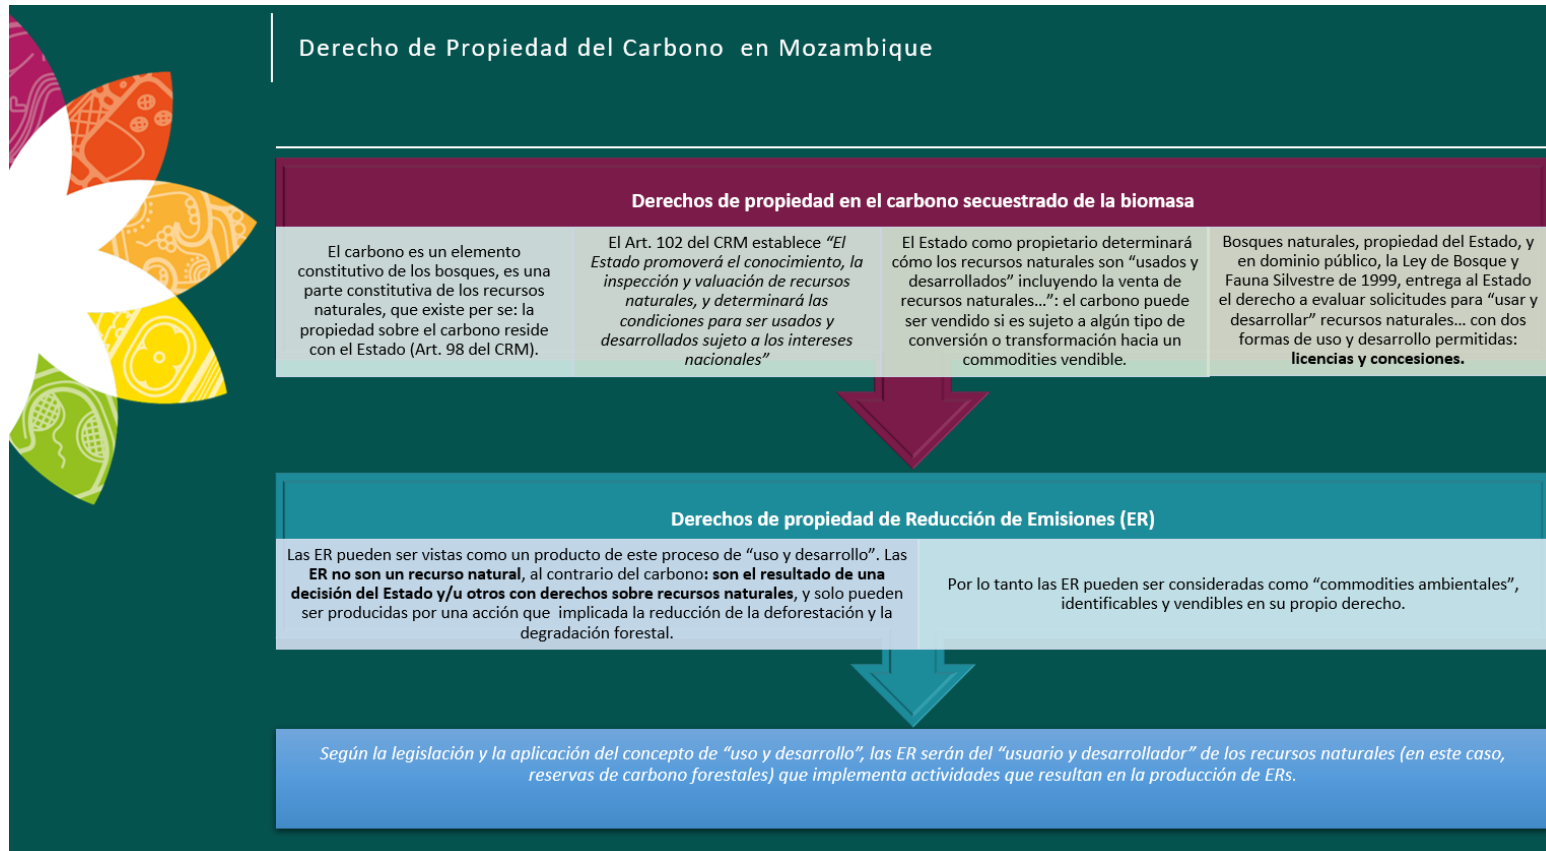 Derecho de Propiedad del Carbono en Mozambique
Derechos de propiedad en el carbono secuestrado de la biomasa
El carbono es un elemento
constitutivo de los bosques, es una
parte constitutiva de los recursos
naturales, que existe per se: la
propiedad sobre el carbono reside
con el Estado (Art. 98 del CRM).
El Art. 102 del CRM establece “El
Estado promoverá el conocimiento, la
inspección y valuación de recursos
naturales, y determinará las
condiciones para ser usados y
desarrollados sujeto a los intereses
nacionales”
El Estado como propietario determinará
cómo los recursos naturales son “usados y
desarrollados” incluyendo la venta de
recursos naturales…”: el carbono puede
ser vendido si es sujeto a algún tipo de
conversión o transformación hacia un
commodities vendible.
Bosques naturales, propiedad del Estado, y
en dominio público, la Ley de Bosque y
Fauna Silvestre de 1999, entrega al Estado
el derecho a evaluar solicitudes para “usar y
desarrollar” recursos naturales… con dos
formas de uso y desarrollo permitidas:
licencias y concesiones.
Derechos de propiedad de Reducción de Emisiones (ER)
Las ER pueden ser vistas como un producto de este proceso de “uso y desarrollo”. Las
ER no son un recurso natural, al contrario del carbono: son el resultado de una
decisión del Estado y/u otros con derechos sobre recursos naturales, y solo pueden
ser producidas por una acción que implicada la reducción de la deforestación y la
degradación forestal.
Por lo tanto las ER pueden ser consideradas como “commodities ambientales”,
identificables y vendibles en su propio derecho.
Según la legislación y la aplicación del concepto de “uso y desarrollo”, las ER serán del “usuario y desarrollador” de los recursos naturales (en este caso,
reservas de carbono forestales) que implementa actividades que resultan en la producción de ERs.